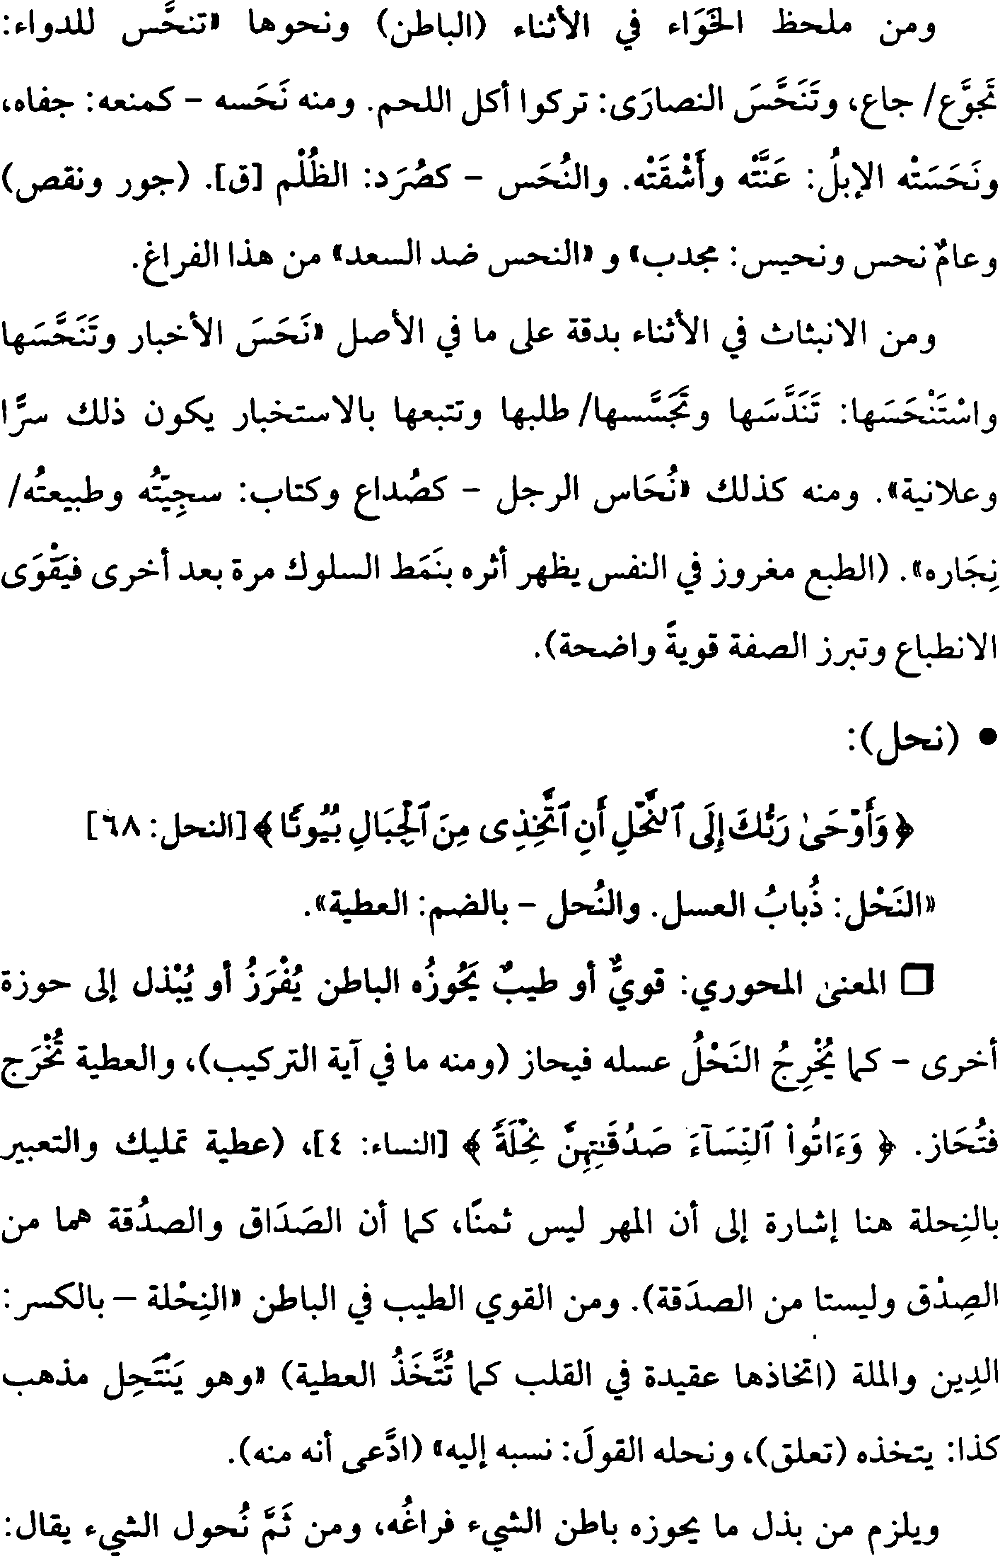 ومن ملحظ الخَوَاء في الأثناء (الباطن) ونحوها «تنحَّس للدواء:
تَجَوَّع/ جاع، وتَنَحَّسَ النصارَى: تركوا أكل اللحم. ومنه نَحَسه – كمنعه: جفاه،
ونَحَسَتْه الإبلُ: عَنَّتْه وأَشْقَتْه. والنُحَس – كصُرَد: الظُلْم [ق]. (جور ونقص)
وعامٌ نحس ونحيس: مجدب» و «النحس ضد السعد» من هذا الفراغ.
ومن الانبثاث في الأثناء بدقة على ما في الأصل «نَحَسَ الأخبار وتَنَحَّسَها
واسْتَنْحَسَها: تَنَدَّسَها وتَجَسَّسها/ طلبها وتتبعها بالاستخبار يكون ذلك سرًّا
وعلانية». ومنه كذلك «نُحَاس الرجل – كصُداع وكتاب: سجِيّتُه وطبيعتُه/
نِجَاره». (الطبع مغروز في النفس يظهر أثره بنَمَط السلوك مرة بعد أخرى فيَقْوَى
الانطباع وتبرز الصفة قويةً واضحة).
• (نحل):
﴿ وَأَوْحَىٰ رَبُّكَ إِلَى ٱلنَّحْلِ أَنِ ٱتَّخِذِى مِنَ ٱلْجِبَالِ بُيُوتًا ﴾ [النحل: ٦٨]
«النَحْل: ذُبابُ العسل. والنُحل – بالضم: العطية».
□ المعنىٰ المحوري: قويٌّ أو طيبٌ يَحُوزُه الباطن يُفْرَزُ أو يُبْذل إلى حوزة
أخرى – كما يُخْرِجُ النَحْلُ عسله فيحاز (ومنه ما في آية التركيب)، والعطية تُخْرَج
فتُحَاز. ﴿ وَءَاتُوا۟ ٱلنِّسَآءَ صَدُقَـٰتِهِنَّ نِحْلَةً ﴾ [النساء: ٤]، (عطية تمليك والتعبير
بالنِحلة هنا إشارة إلى أن المهر ليس ثمنًا، كما أن الصَدَاق والصدُقة هما من
الصِدْق وليستا من الصدَقة). ومن القوي الطيب في الباطن «النِحْلة – بالكسر:
الدِين والملة (اتخاذها عقيدة في القلب كما تُتَّخَذُ العطية) «وهو يَنْتَحِل مذهب
كذا: يتخذه (تعلق)، ونحله القولَ: نسبه إليه» (ادَّعى أنه منه).
ويلزم من بذل ما يحوزه باطن الشيء فراغُه، ومن ثَمَّ نُحول الشيء يقال: